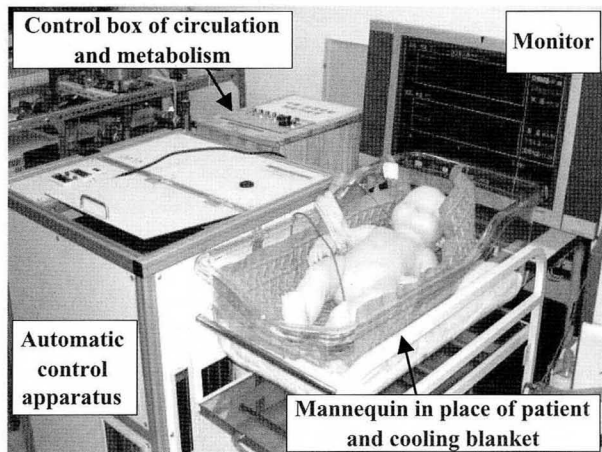 Control box of circulation
and metabolism
Monitor
Automatic
control
apparatus
Mannequin in place of patient
and cooling blanket